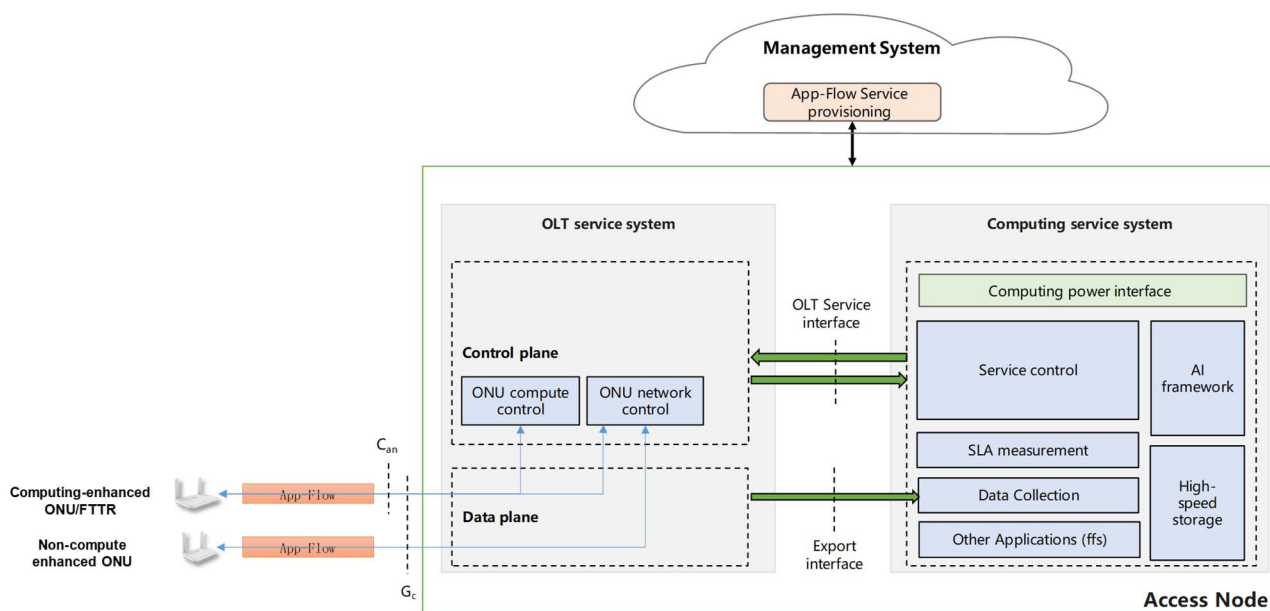 Management System
App-Flow Service
provisioning
OLT service system
Computing service system
Computing power interface
OLT Service
interface
Control plane
Service control
AI
framework
ONU compute
control
ONU network
control
SLA measurement
Can
Computing-enhanced
ONU/FTTR
App-Flow
High-
speed
storage
Data Collection
Data plane
Non-compute
enhanced ONU
App-Flow
Other Applications (ffs)
Export
interface
Gc
Access Node